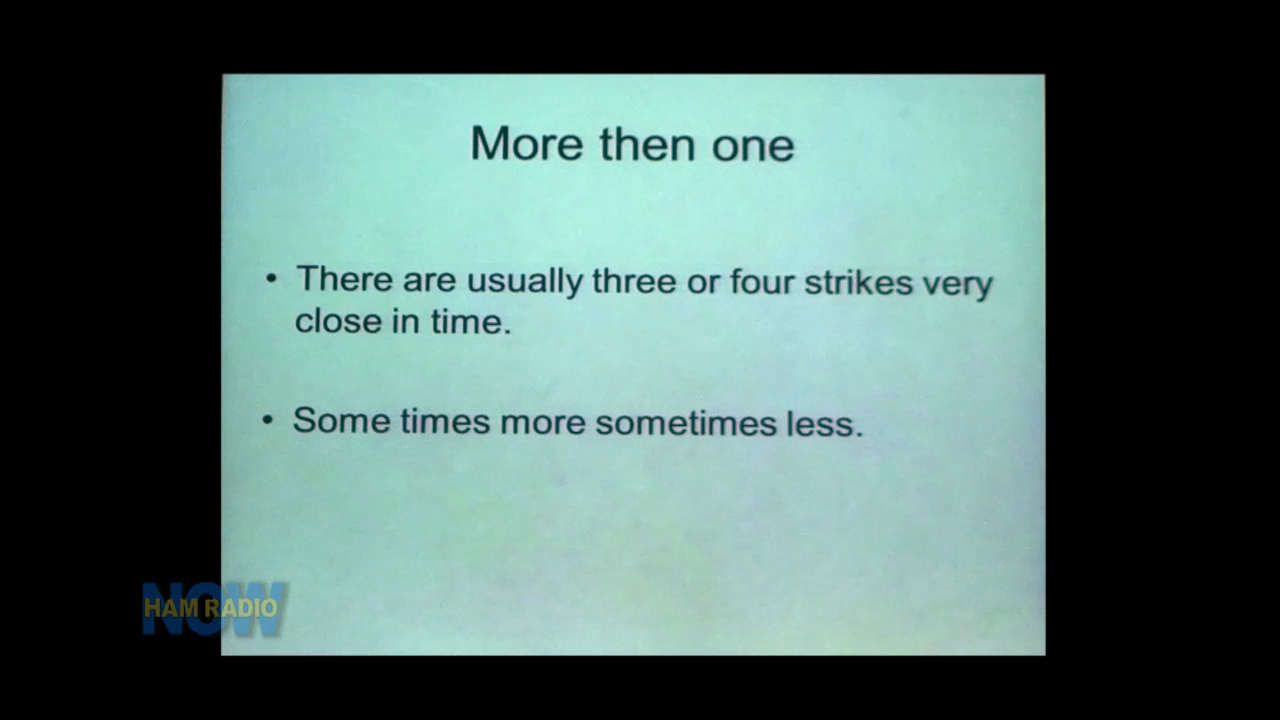 More then one
• There are usually three or four strikes very
close in time.
• Some times more sometimes less.
HAM RADIO
NOW